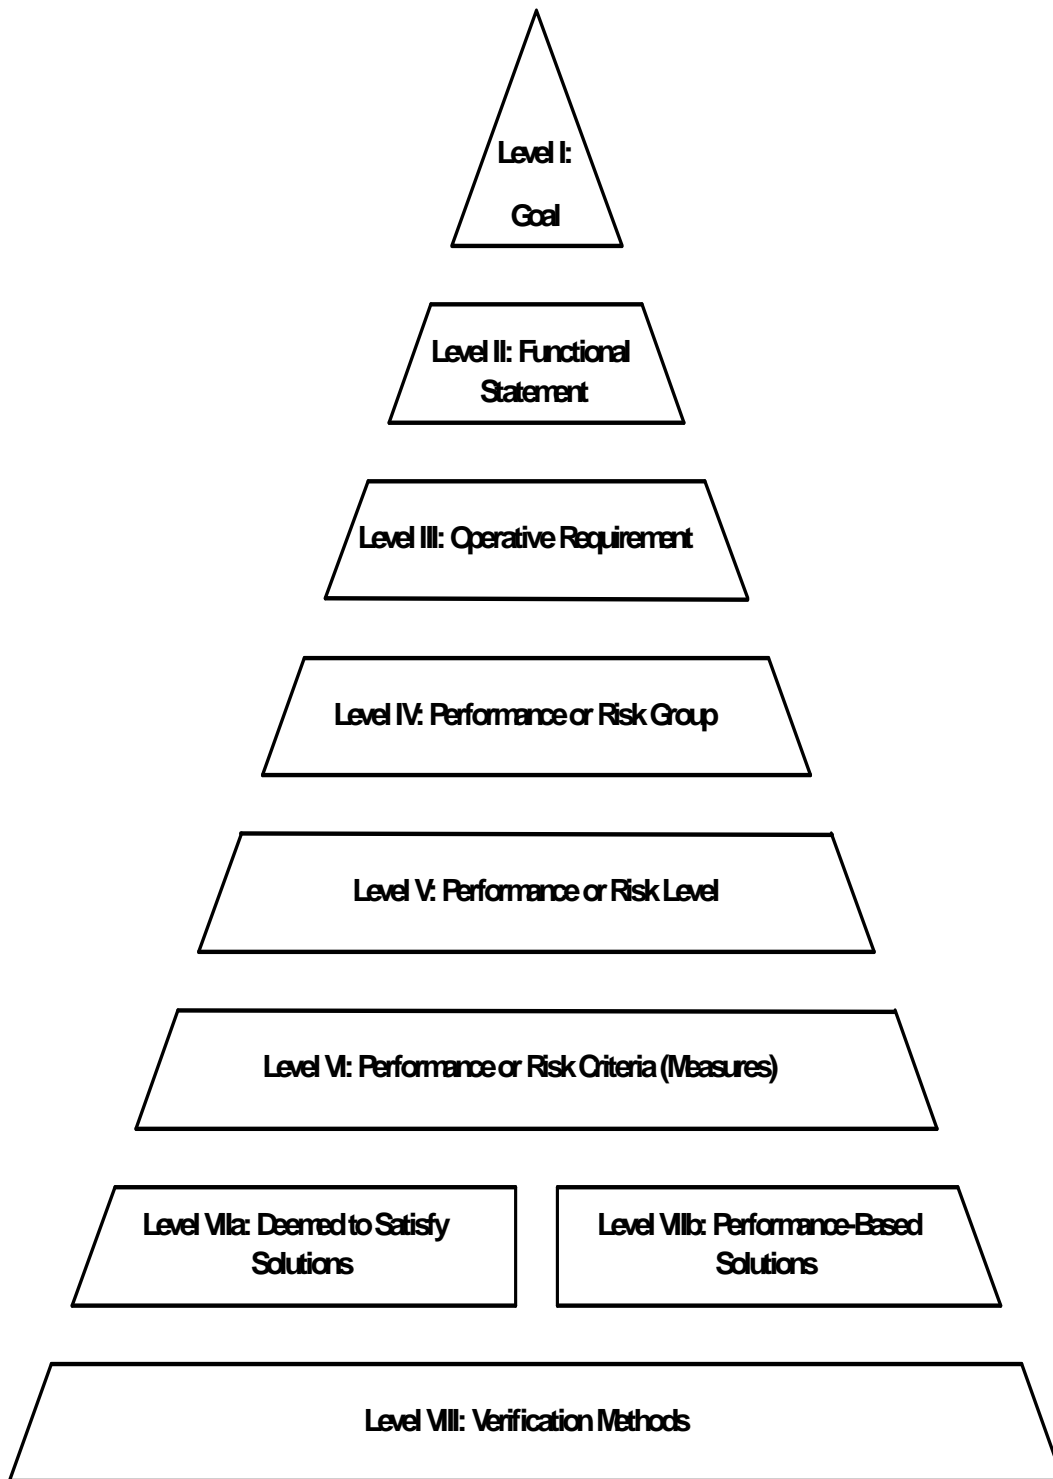 Level I:
Goal
Level II: Functional
Statement
Level III: Operative Requirement
Level IV: Performance or Risk Group
Level V: Performance or Risk Level
Level VI: Performance or Risk Criteria (Measures)
Level VIIa: Deemed to Satisfy
Solutions
Level VIIb: Performance-Based
Solutions
Level VIII: Verification Methods